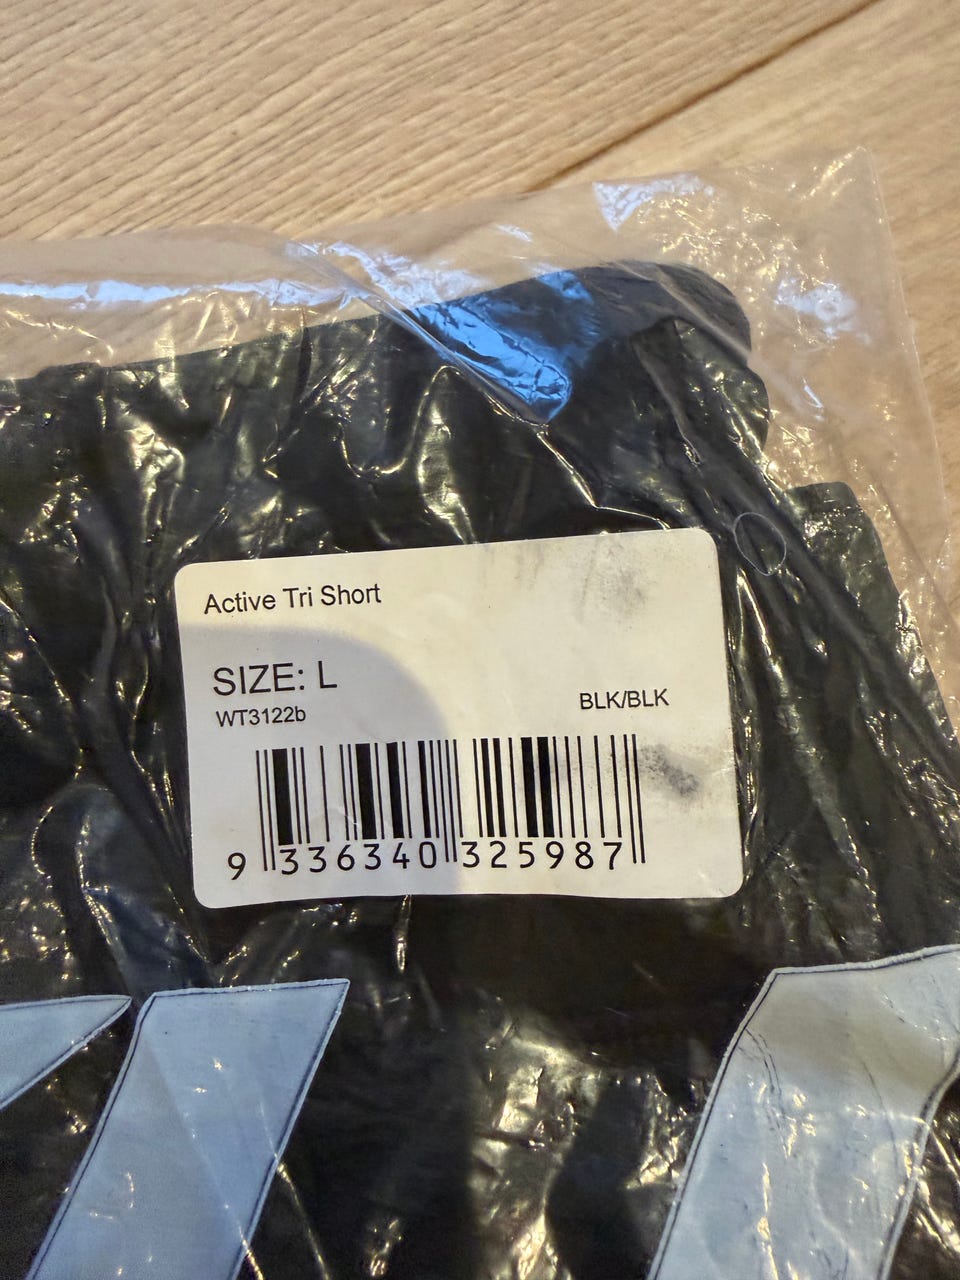 Active Tri Short
SIZE: L
WT3122b
BLK/BLK
9 336340 325987